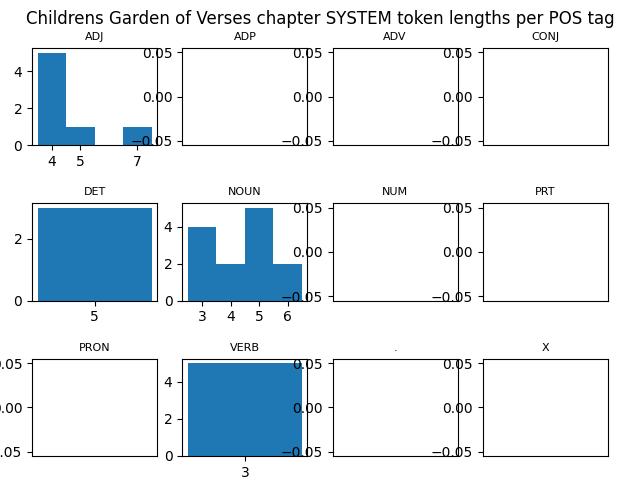 Childrens Garden of Verses chapter SYSTEM token lengths per POS tag
ADJ ADP ADV CONJ
4 0.05 0.05 0.05
2 0.00 0.00 0.00
0 −0.05 −0.05 −0.05
4 5 7
DET NOUN NUM PRT
2 4 0.05 0.05
2 0.00 0.00
0 0 −0.05 −0.05
5 3 4 5 6
PRON VERB . X
0.05 4 0.05 0.05
0.00 2 0.00 0.00
0.05 0 −0.05 −0.05
3